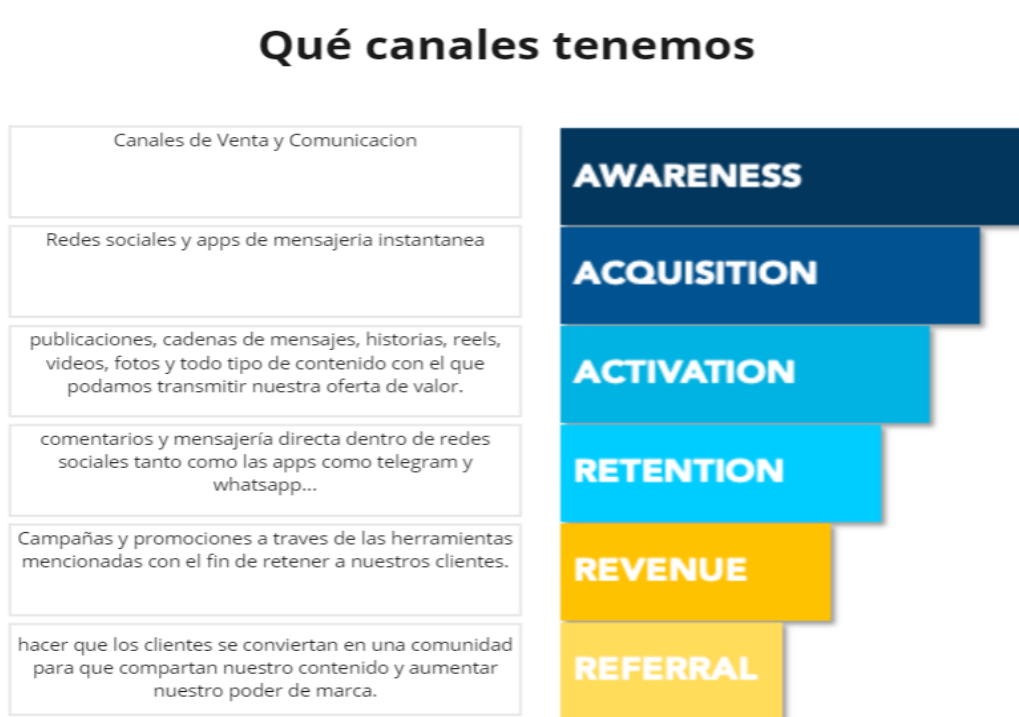 Qué canales tenemos
Canales de Venta y Comunicacion
AWARENESS
Redes sociales y apps de mensajeria instantanea
ACQUISITION
publicaciones, cadenas de mensajes, historias, reels,
videos, fotos y todo tipo de contenido con el que
podamos transmitir nuestra oferta de valor.
ACTIVATION
comentarios y mensajería directa dentro de redes
sociales tanto como las apps como telegram y
whatsapp...
RETENTION
Campañas y promociones a traves de las herramientas
mencionadas con el fin de retener a nuestros clientes.
REVENUE
hacer que los clientes se conviertan en una comunidad
para que compartan nuestro contenido y aumentar
nuestro poder de marca.
REFERRAL